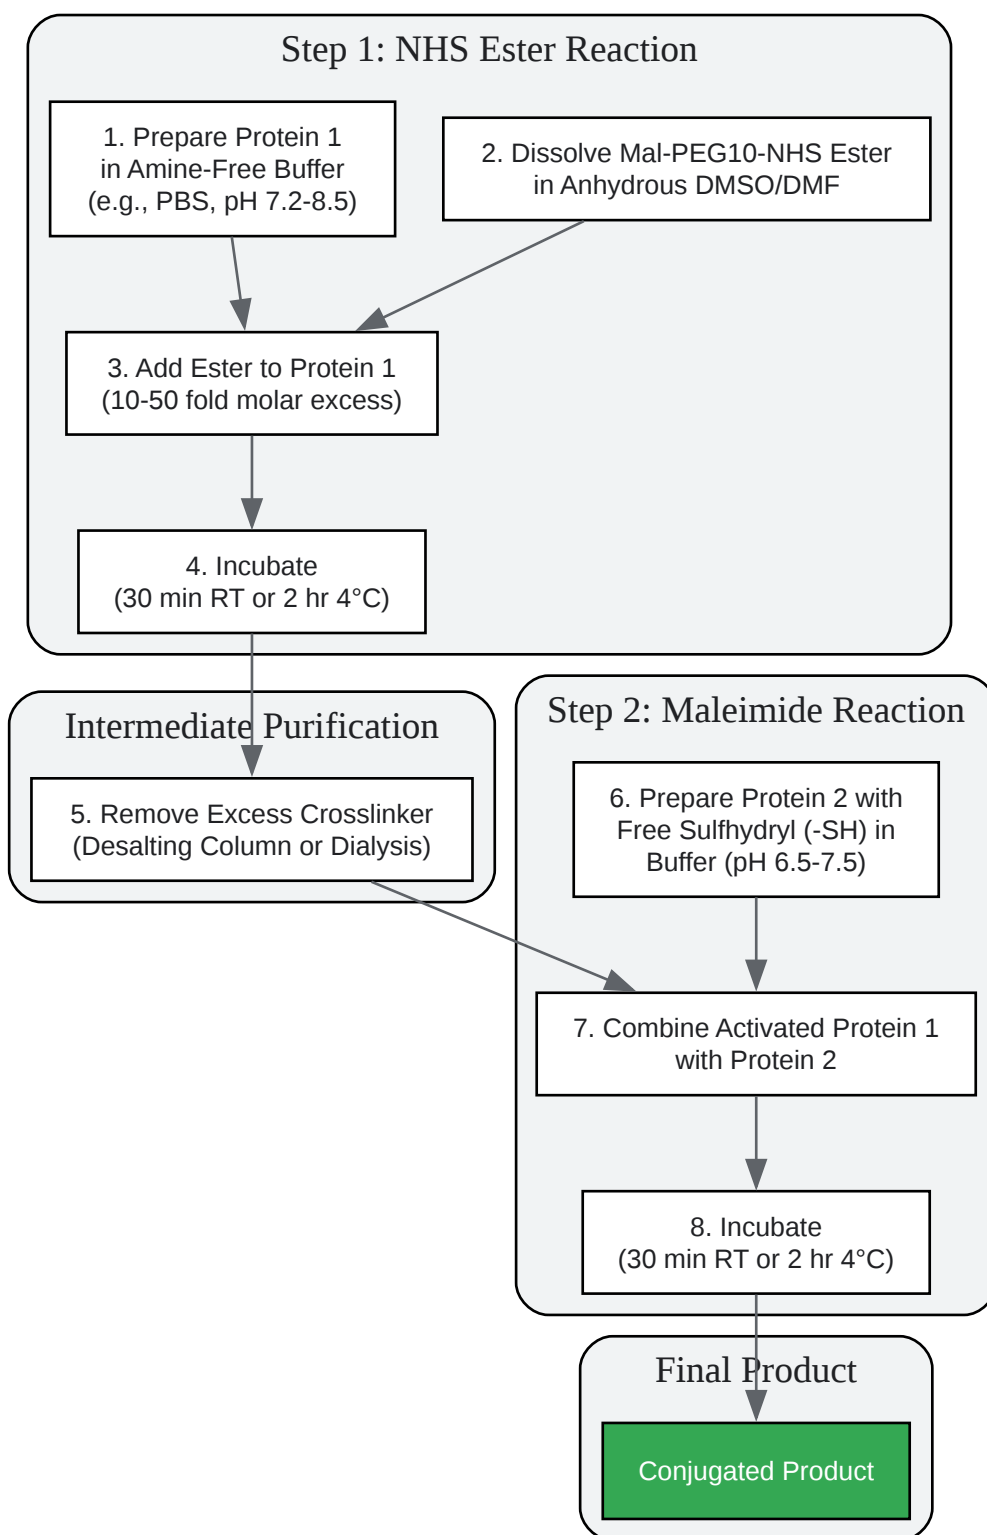 Step 1: NHS Ester Reaction
1. Prepare Protein 1
in Amine-Free Buffer
(e.g., PBS, pH 7.2-8.5)
2. Dissolve Mal-PEG10-NHS Ester
in Anhydrous DMSO/DMF
3. Add Ester to Protein 1
(10-50 fold molar excess)
4. Incubate
(30 min RT or 2 hr 4°C)
Intermediate Purification
5. Remove Excess Crosslinker
(Desalting Column or Dialysis)
Step 2: Maleimide Reaction
6. Prepare Protein 2 with
Free Sulfhydryl (-SH) in
Buffer (pH 6.5-7.5)
7. Combine Activated Protein 1
with Protein 2
8. Incubate
(30 min RT or 2 hr 4°C)
Final Product
Conjugated Product